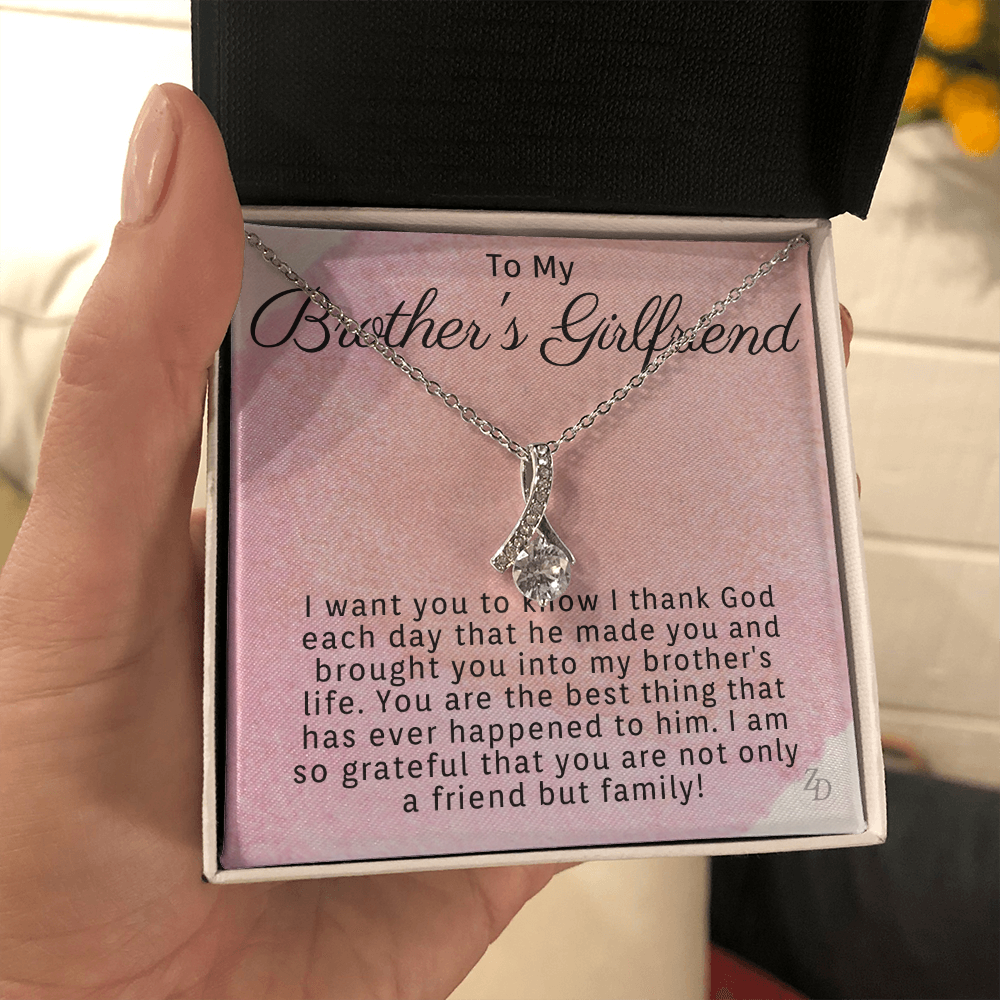 To My
Brother's Girlfriend
I want you to know I thank God
each day that he made you and
brought you into my brother's
life. You are the best thing that
has ever happened to him. I am
so grateful that you are not only
a friend but family!
ZD